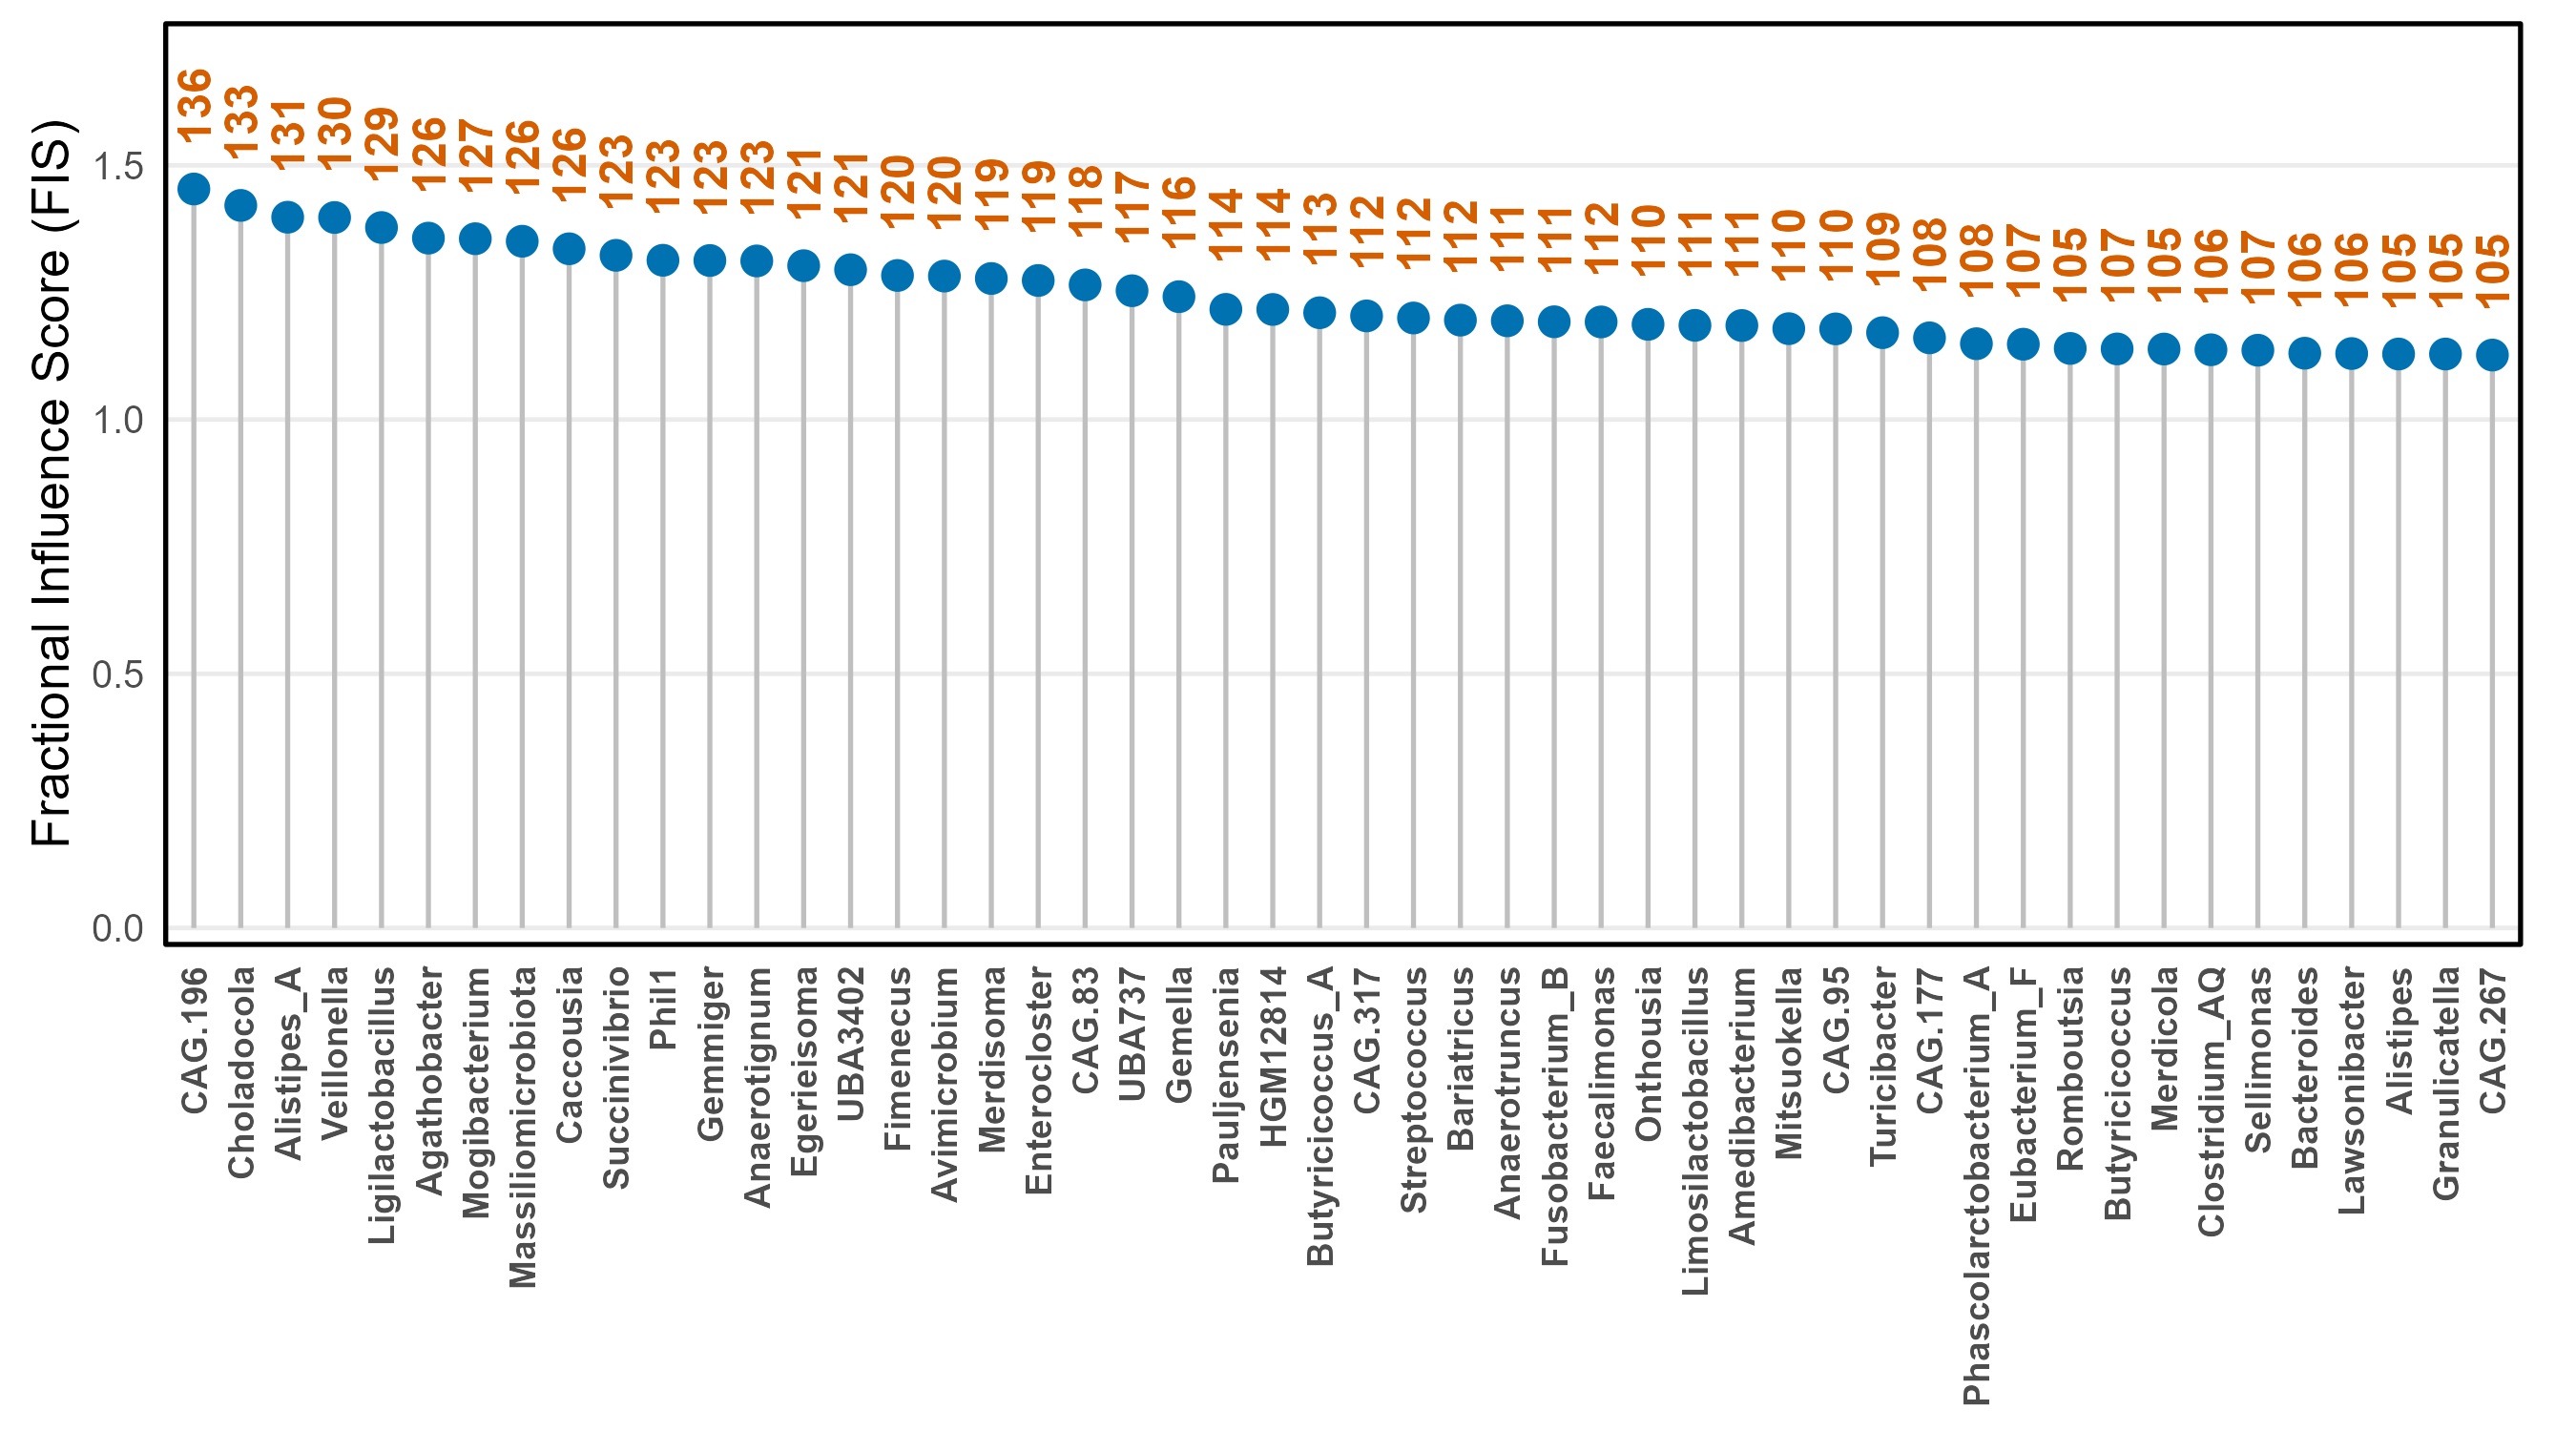 Fractional Influence Score (FIS)
1.5
1.0
0.5
0.0
136
133
131
130
129
126
127
126
126
123
123
123
123
121
121
120
120
119
119
118
117
116
114
114
113
112
112
112
111
111
112
110
111
111
110
110
109
108
108
107
105
107
105
106
107
106
106
105
105
105
CAG.196
Choladocola
Alistipes_A
Veillonella
Ligilactobacillus
Agathobacter
Mogibacterium
Massiliomicrobiota
Caccousia
Succinivibrio
Phil1
Gemmiger
Anaerotignum
Egerieisoma
UBA3402
Fimenecus
Avimicrobium
Merdisoma
Enterocloster
CAG.83
UBA737
Gemella
Pauljensenia
HGM12814
Butyricicoccus_A
CAG.317
Streptococcus
Bariatricus
Anaerotruncus
Fusobacterium_B
Faecalimonas
Onthousia
Limosilactobacillus
Amedibacterium
Mitsuokella
CAG.95
Turicibacter
CAG.177
Phascolarctobacterium_A
Eubacterium_F
Romboutsia
Butyricicoccus
Merdicola
Clostridium_AQ
Sellimonas
Bacteroides
Lawsonibacter
Alistipes
Granulicatella
CAG.267